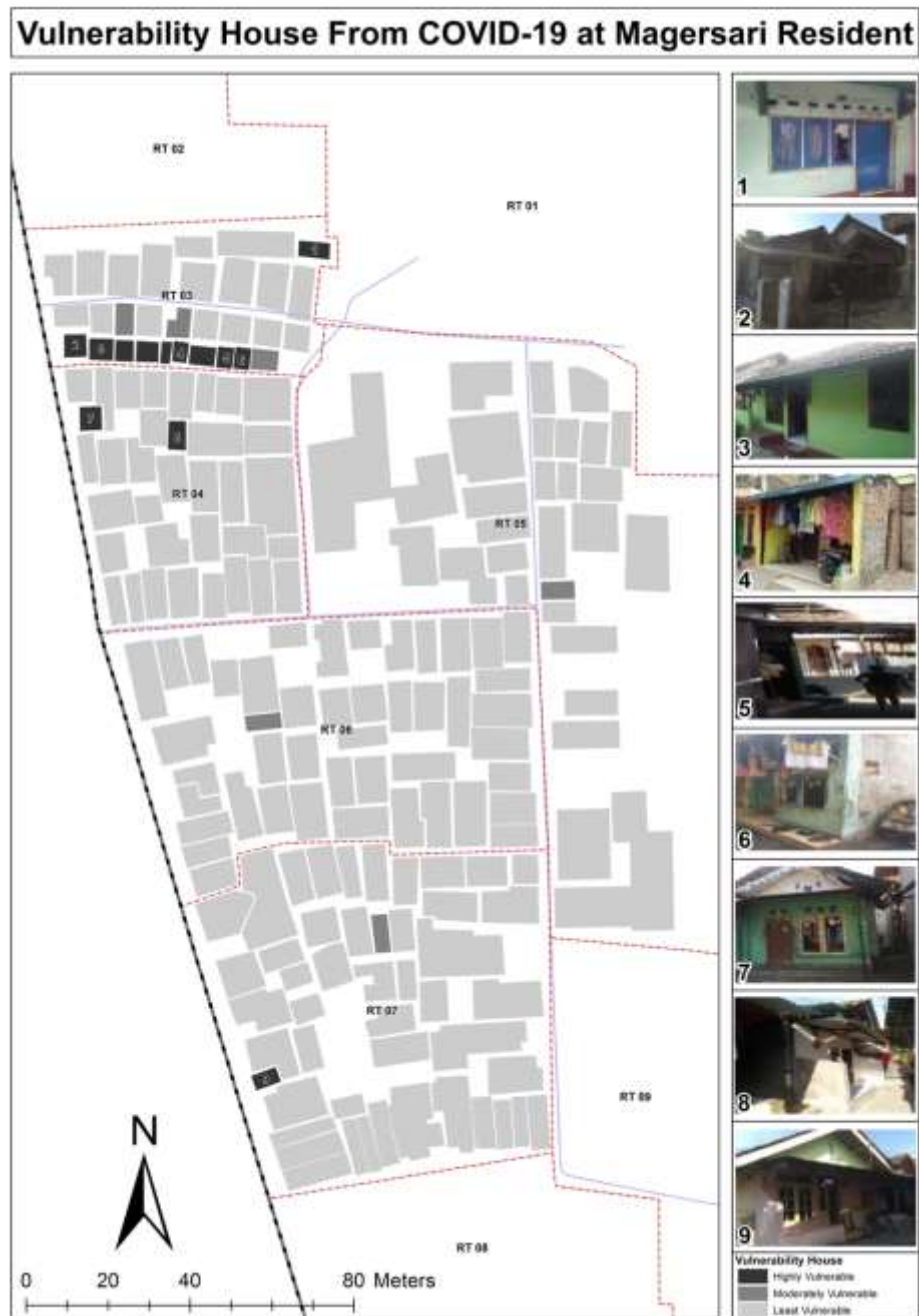 Vulnerability House From COVID-19 at Magersari Resident
RT 02
RT 01
RT 03
RT 04
RT 05
RT 06
RT 07
RT 09
RT 08
N
0 20 40 80 Meters
1
2
3
4
5
6
7
8
9
Vulnerability House
Highly Vulnerable
Moderately Vulnerable
Least Vulnerable